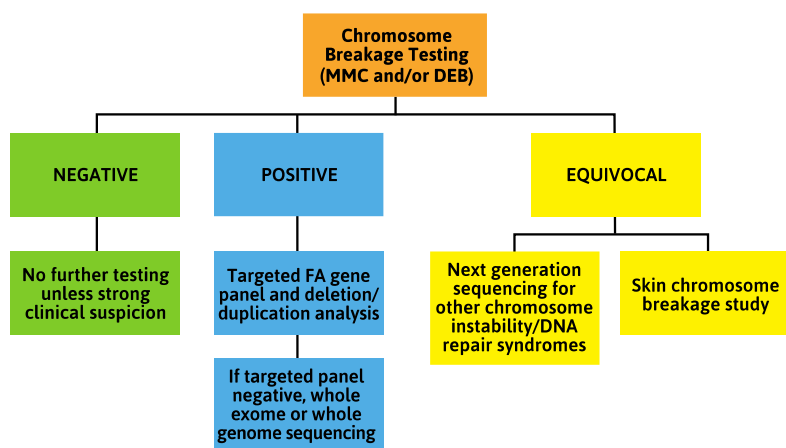 Chromosome
Breakage Testing
(MMC and/or DEB)
NEGATIVE
POSITIVE
EQUIVOCAL
No further testing
unless strong
clinical suspicion
Targeted FA gene
panel and deletion/
duplication analysis
Next generation
sequencing for
other chromosome
instability/DNA
repair syndromes
Skin chromosome
breakage study
If targeted panel
negative, whole
exome or whole
genome sequencing